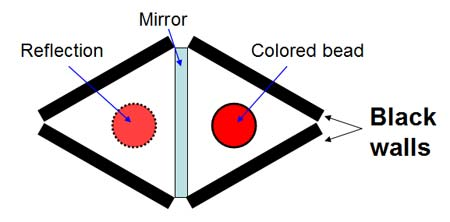 Mirror
Reflection
Colored bead
Black
walls